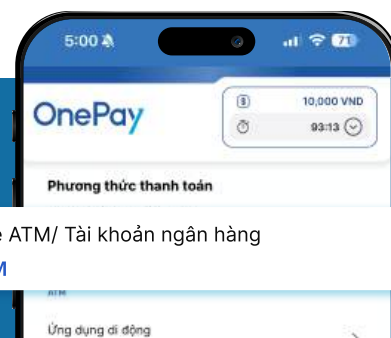 5:00
71
OnePay
10,000 VND
93:13
Phương thức thanh toán
ATM/ Tài khoản ngân hàng
ATM
Ứng dụng di động